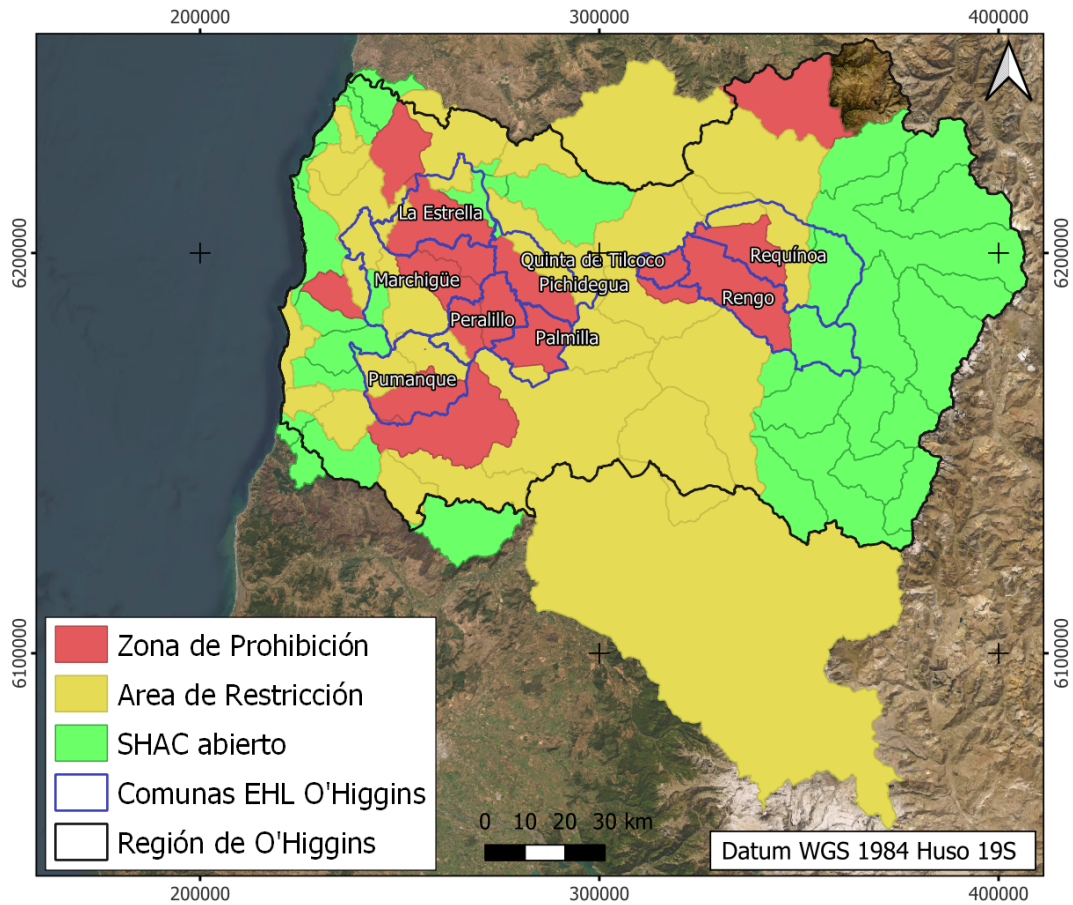 200000
300000
400000
6200000
6200000
La Estrella
Quinta de Tilcoco
Requínoa
Marchigüe
Pichidegua
Rengo
Peralillo
Palmilla
Pumanque
6100000
6100000
Zona de Prohibición
Area de Restricción
SHAC abierto
Comunas EHL O'Higgins
Región de O'Higgins
0 10 20 30 km
Datum WGS 1984 Huso 19S
200000
300000
400000